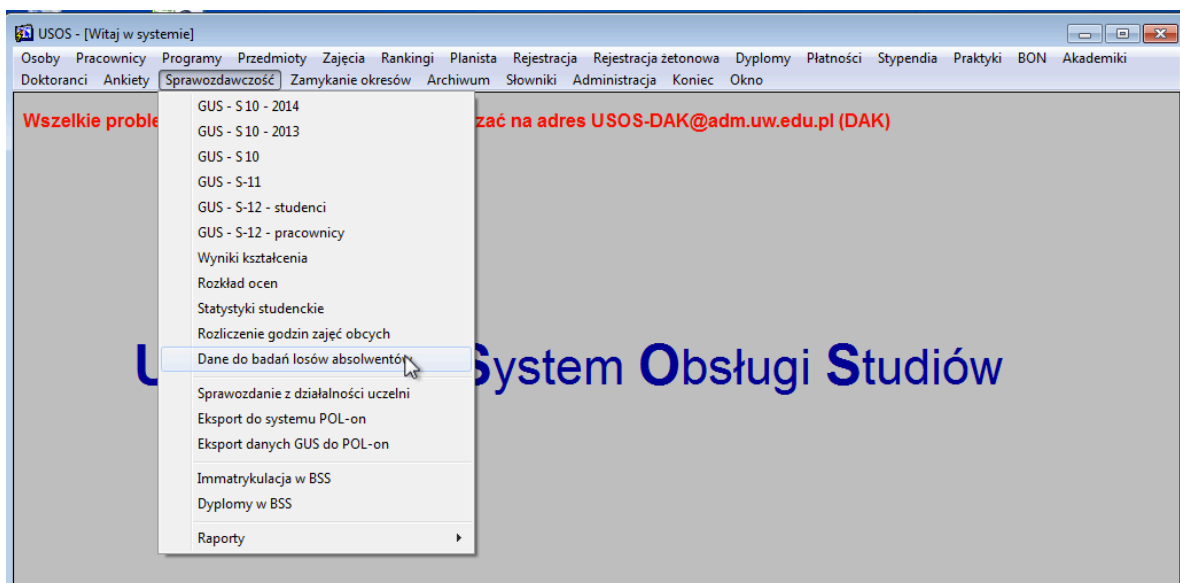 USOS - [Witaj w systemie]
Osoby Pracownicy Programy Przedmioty Zajęcia Rankingi Planista Rejestracja Rejestracja żetonowa Dyplomy Płatności Stypendia Praktyki BON Akademiki
Doktoranci Ankiety Sprawozdawczość Zamykanie okresów Archiwum Słowniki Administracja Koniec Okno
Wszelkie proble zać na adres USOS-DAK@adm.uw.edu.pl (DAK)
GUS - S 10 - 2014
GUS - S 10 - 2013
GUS - S 10
GUS - S-11
GUS - S-12 - studenci
GUS - S-12 - pracownicy
Wyniki kształcenia
Rozkład ocen
Statystyki studenckie
Rozliczenie godzin zajęć obcych
Dane do badań losów absolwentów
U System Obsługi Studiów
Sprawozdanie z działalności uczelni
Eksport do systemu POL-on
Eksport danych GUS do POL-on
Immatrykulacja w BSS
Dyplomy w BSS
Raporty